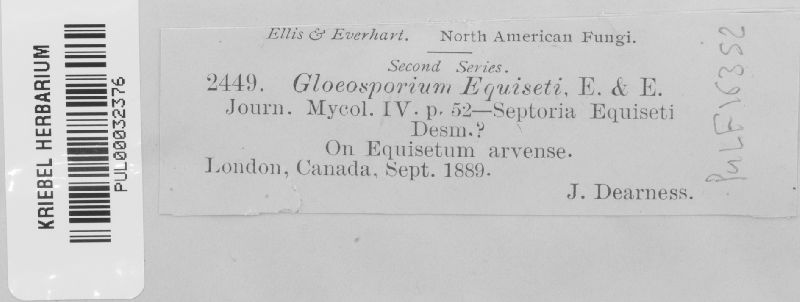 KRIEBEL HERBARIUM
PUL00032376
Ellis & Everhart. North American Fungi.
Second Series.
2449. Gloeosporium Equiseti, E. & E.
Journ. Mycol. IV. p. 52—Septoria Equiseti
Desm.?
On Equisetum arvense.
London, Canada, Sept. 1889.
J. Dearness.
PuLF16352